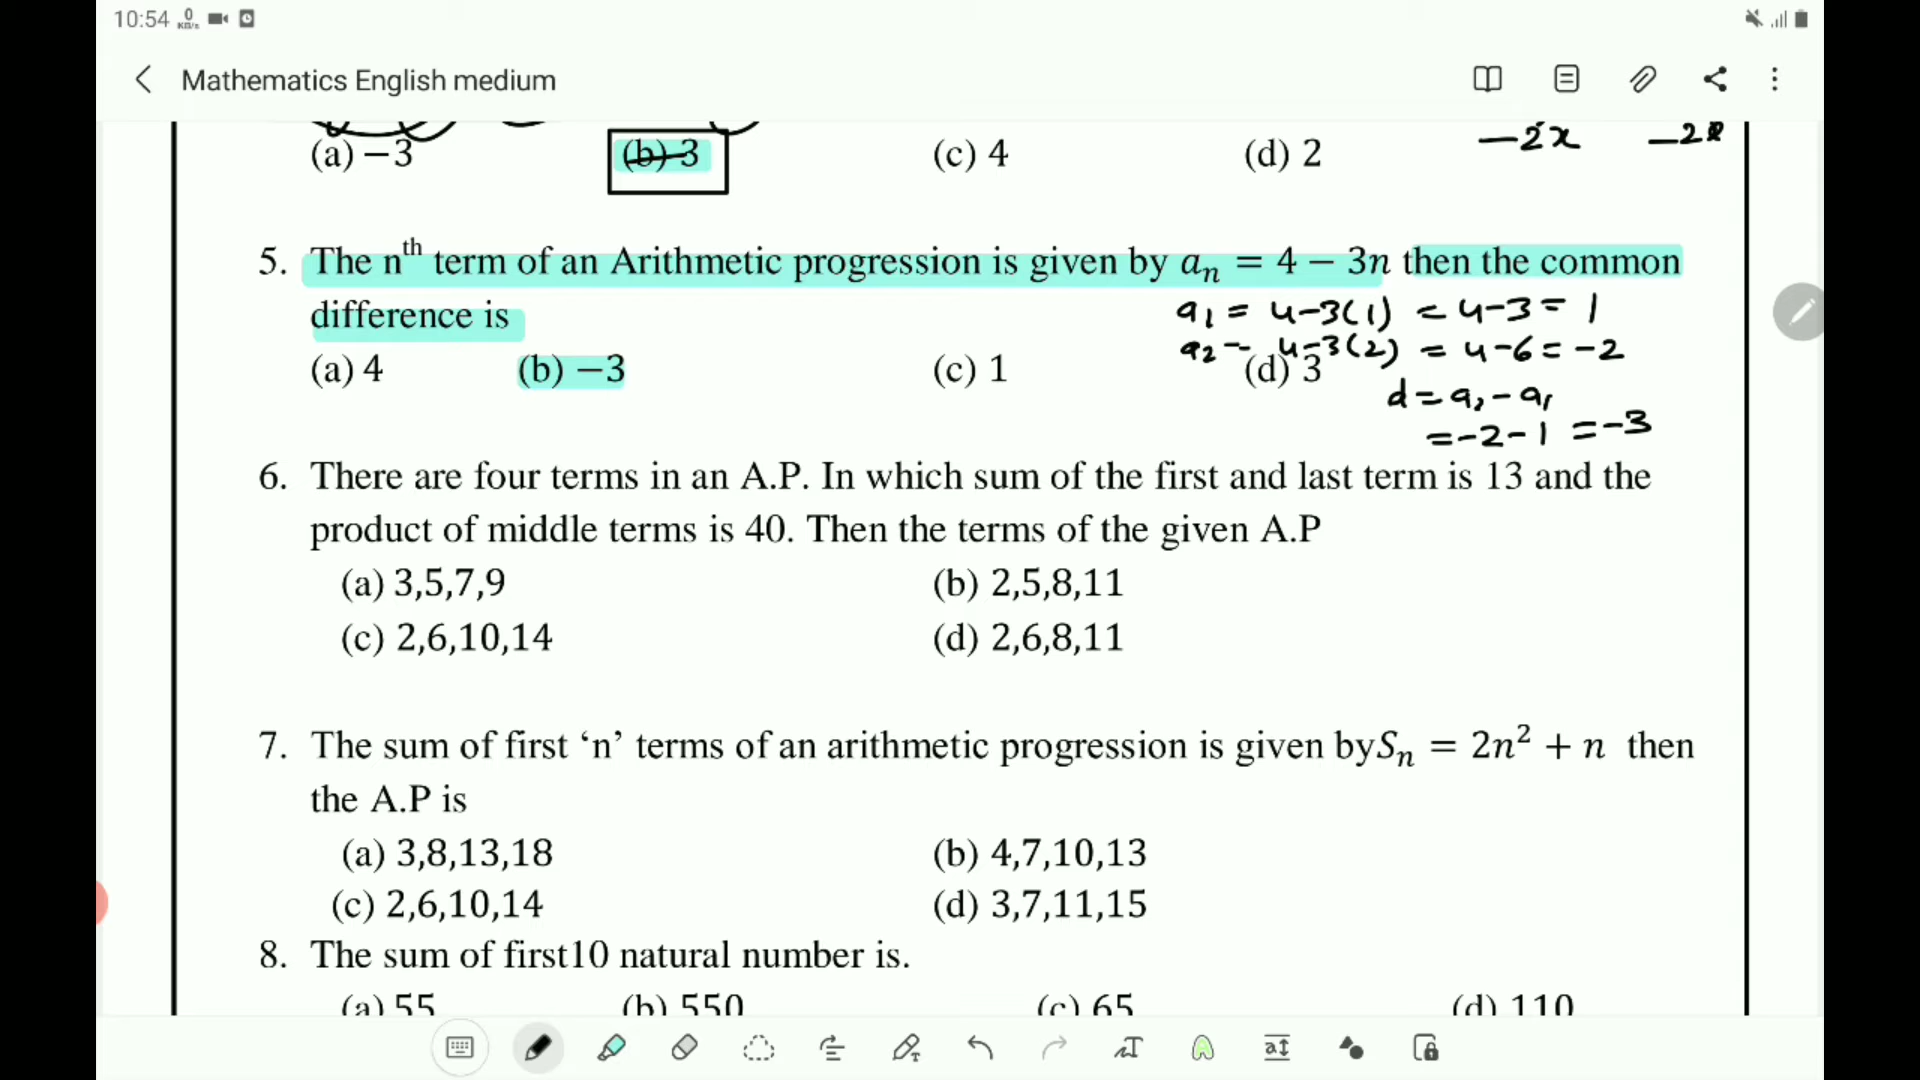 10:54 0 KB/s
Mathematics English medium
(a) −3 (b) 3 (c) 4 (d) 2 −2x
5. The nth term of an Arithmetic progression is given by aₙ = 4 − 3n then the common
difference is
a₁ = 4-3(1) = 4-3 = 1
a₂ = 4-3(2) = 4-6 = -2
(a) 4 (b) −3 (c) 1 (d) 3
d = a₂ - a₁
= -2-1 = -3
6. There are four terms in an A.P. In which sum of the first and last term is 13 and the
product of middle terms is 40. Then the terms of the given A.P
(a) 3,5,7,9 (b) 2,5,8,11
(c) 2,6,10,14 (d) 2,6,8,11
7. The sum of first ‘n’ terms of an arithmetic progression is given bySₙ = 2n² + n then
the A.P is
(a) 3,8,13,18 (b) 4,7,10,13
(c) 2,6,10,14 (d) 3,7,11,15
8. The sum of first10 natural number is.
(a) 55 (b) 550 (c) 65 (d) 110